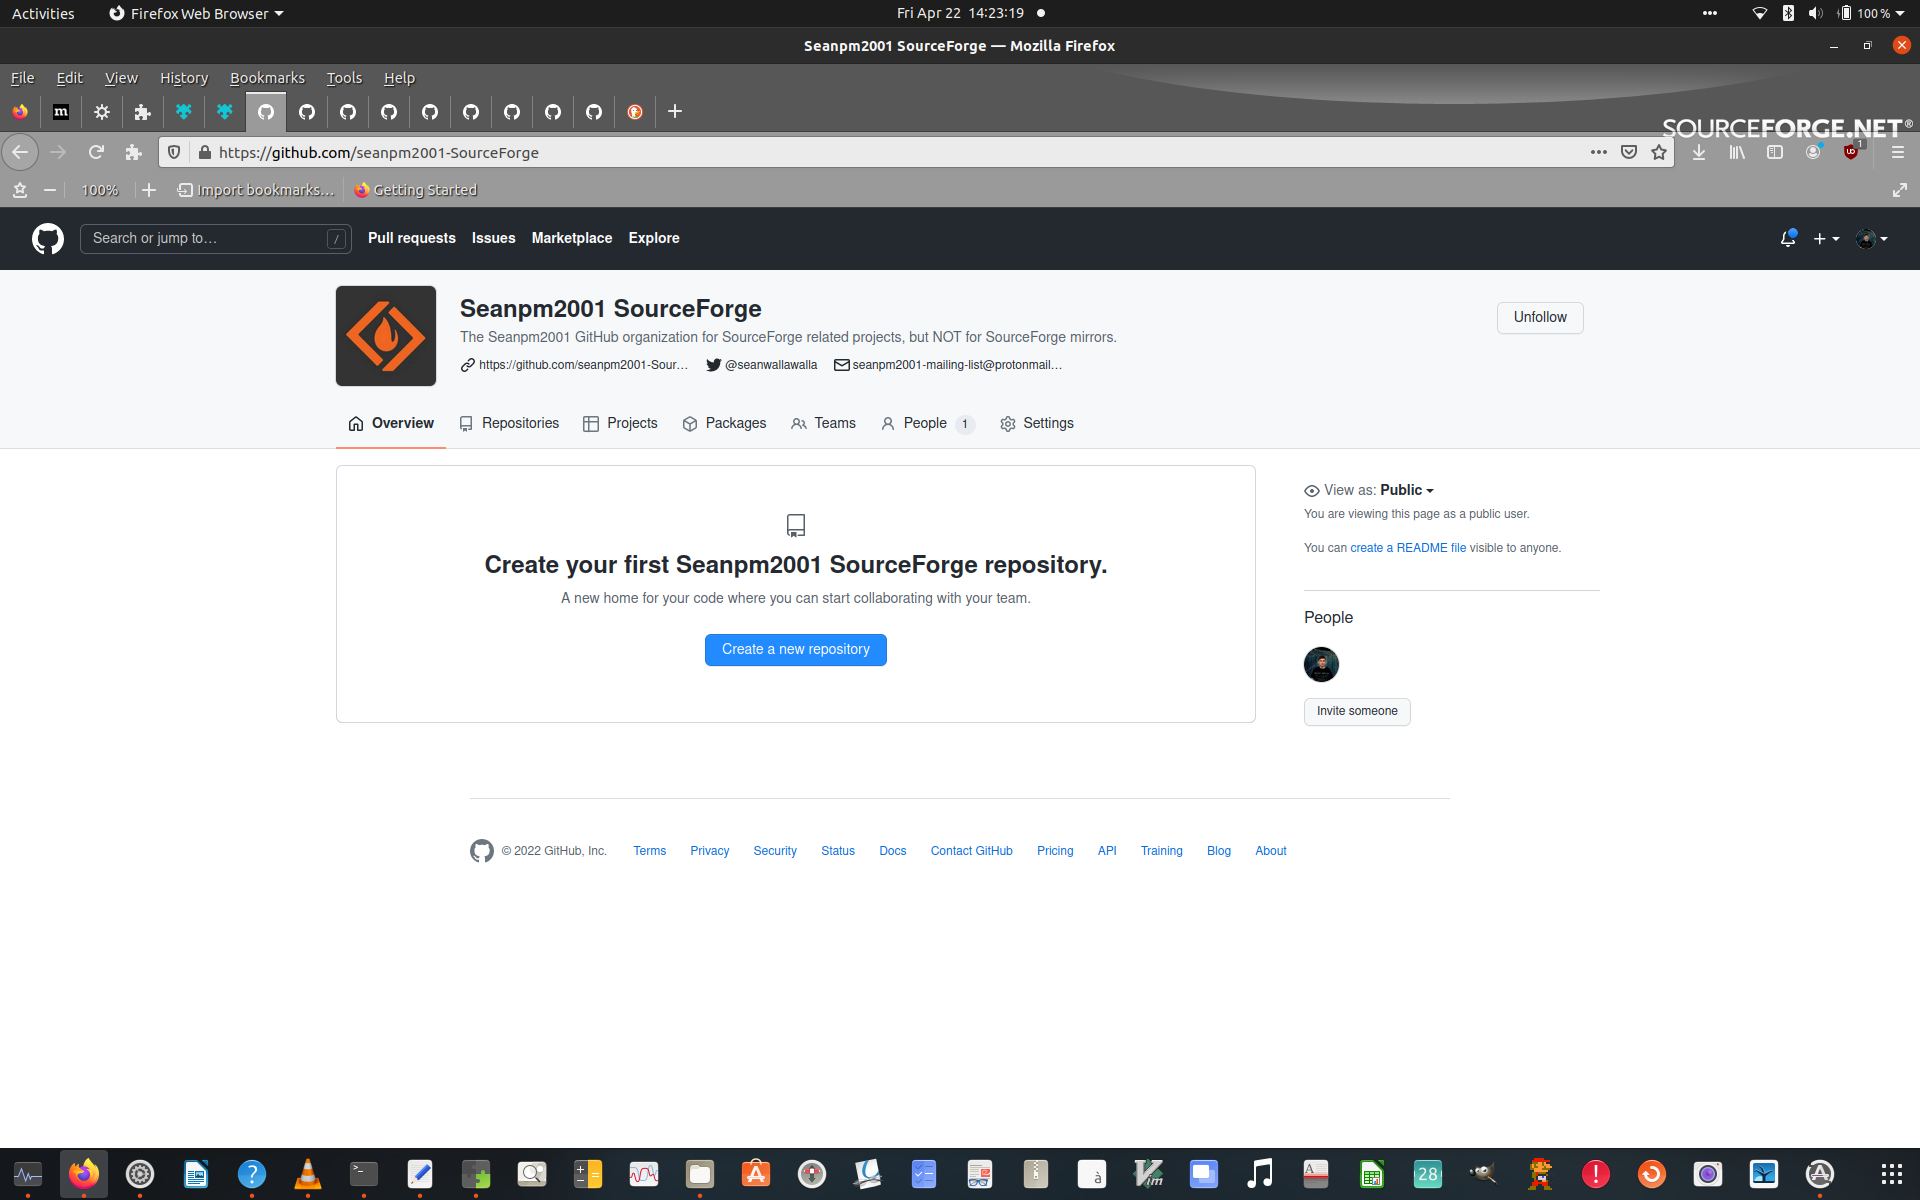 Activities
Firefox Web Browser
Fri Apr 22 14:23:19
100 %
Seanpm2001 SourceForge — Mozilla Firefox
File Edit View History Bookmarks Tools Help
m
SOURCEFORGE.NET®
https://github.com/seanpm2001-SourceForge
1
100%
Import bookmarks...
Getting Started
Search or jump to…
/
Pull requests Issues Marketplace Explore
Seanpm2001 SourceForge
The Seanpm2001 GitHub organization for SourceForge related projects, but NOT for SourceForge mirrors.
https://github.com/seanpm2001-Sour…
@seanwallawalla
seanpm2001-mailing-list@protonmail…
Unfollow
Overview Repositories Projects Packages Teams People 1 Settings
Create your first Seanpm2001 SourceForge repository.
A new home for your code where you can start collaborating with your team.
Create a new repository
View as: Public
You are viewing this page as a public user.
You can create a README file visible to anyone.
People
Invite someone
© 2022 GitHub, Inc. Terms Privacy Security Status Docs Contact GitHub Pricing API Training Blog About
?
>_
à
Vim
A
28
!